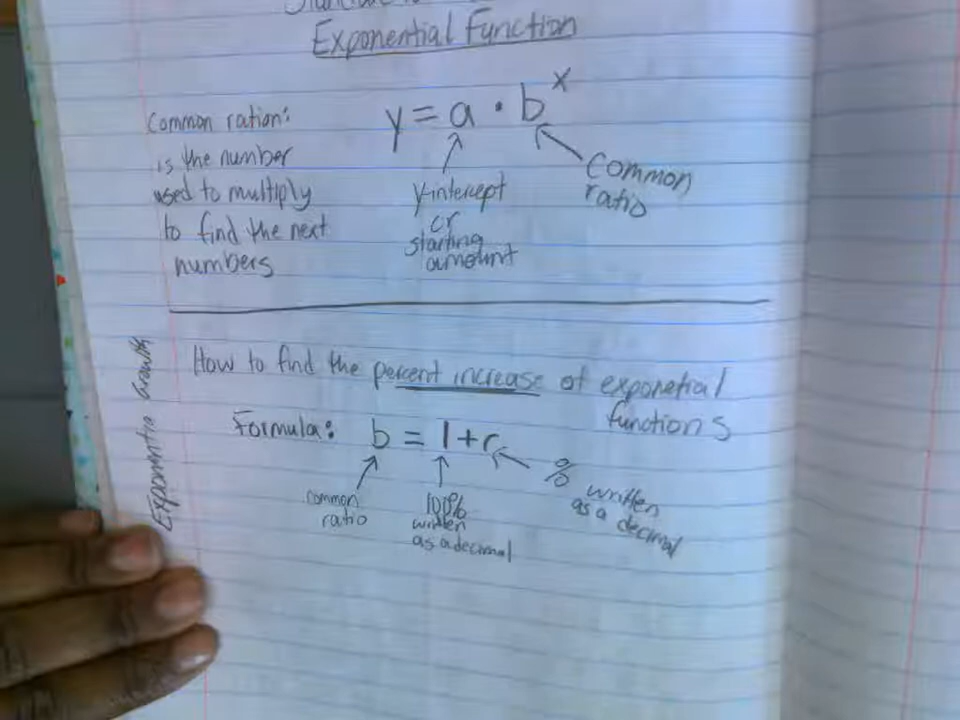 Exponential Function
Common ration:
is the number
used to multiply
to find the next
numbers
y = a · b^x
y-intercept
or
starting
amount
common
ratio
How to find the percent increase of exponetial
functions
Formula: b = 1 + r
common
ratio
100%
written
as a decimal
% written
as a decimal
Growth